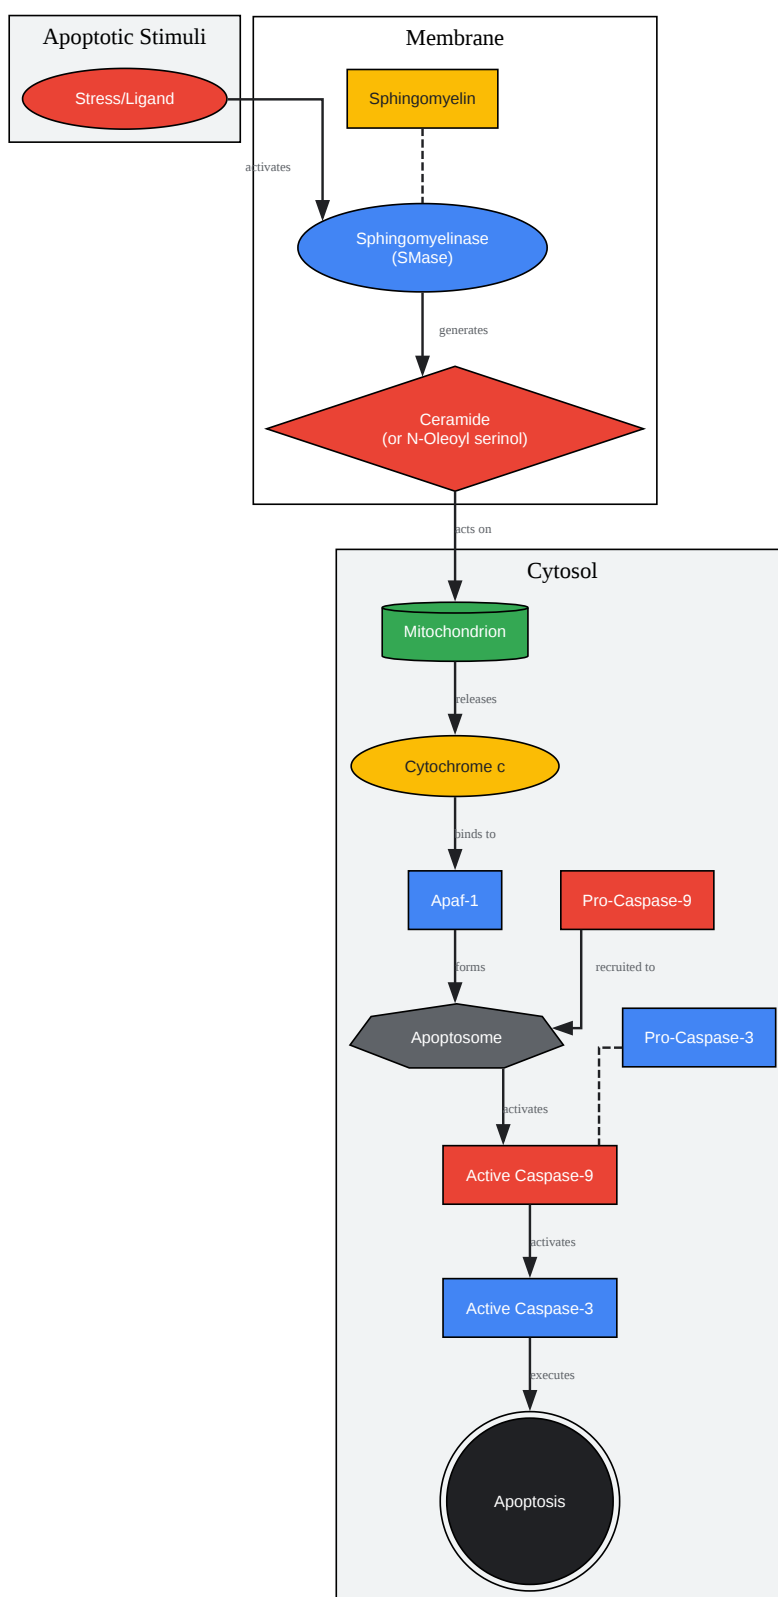 Apoptotic Stimuli
Stress/Ligand
activates
Membrane
Sphingomyelin
Sphingomyelinase
(SMase)
generates
Ceramide
(or N-Oleoyl serinol)
acts on
Cytosol
Mitochondrion
releases
Cytochrome c
binds to
Apaf-1
Pro-Caspase-9
forms
recruited to
Apoptosome
Pro-Caspase-3
activates
Active Caspase-9
activates
Active Caspase-3
executes
Apoptosis